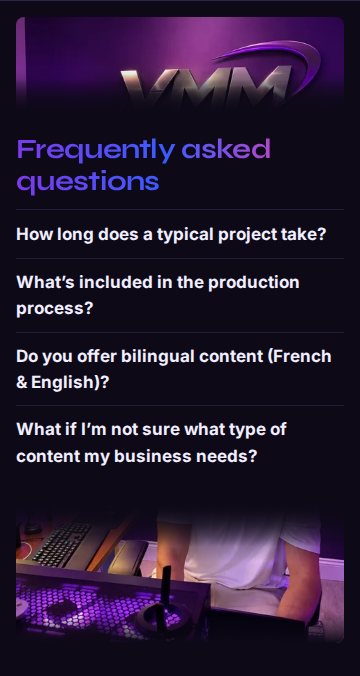 VMM
Frequently asked
questions
How long does a typical project take?
What’s included in the production
process?
Do you offer bilingual content (French
& English)?
What if I’m not sure what type of
content my business needs?